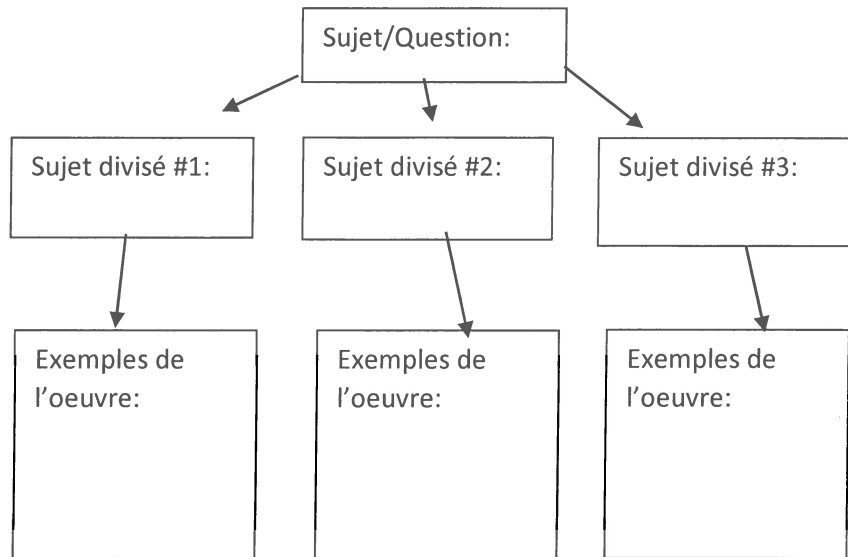 Sujet/Question:
Sujet divisé #1:
Sujet divisé #2:
Sujet divisé #3:
Exemples de
l'oeuvre:
Exemples de
l'oeuvre:
Exemples de
l'oeuvre: